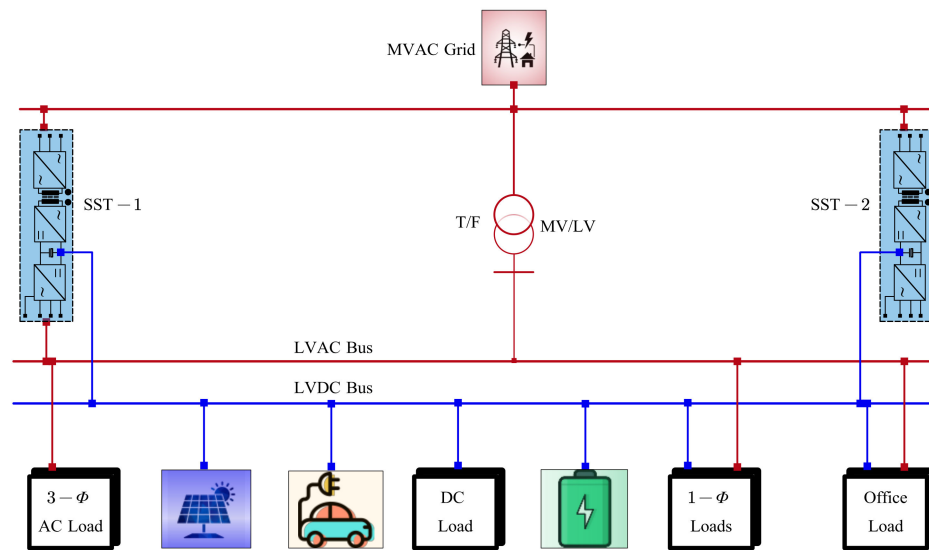 MVAC Grid
SST – 1
T/F
MV/LV
SST – 2
LVAC Bus
LVDC Bus
3 – Φ
AC Load
DC
Load
1 – Φ
Loads
Office
Load